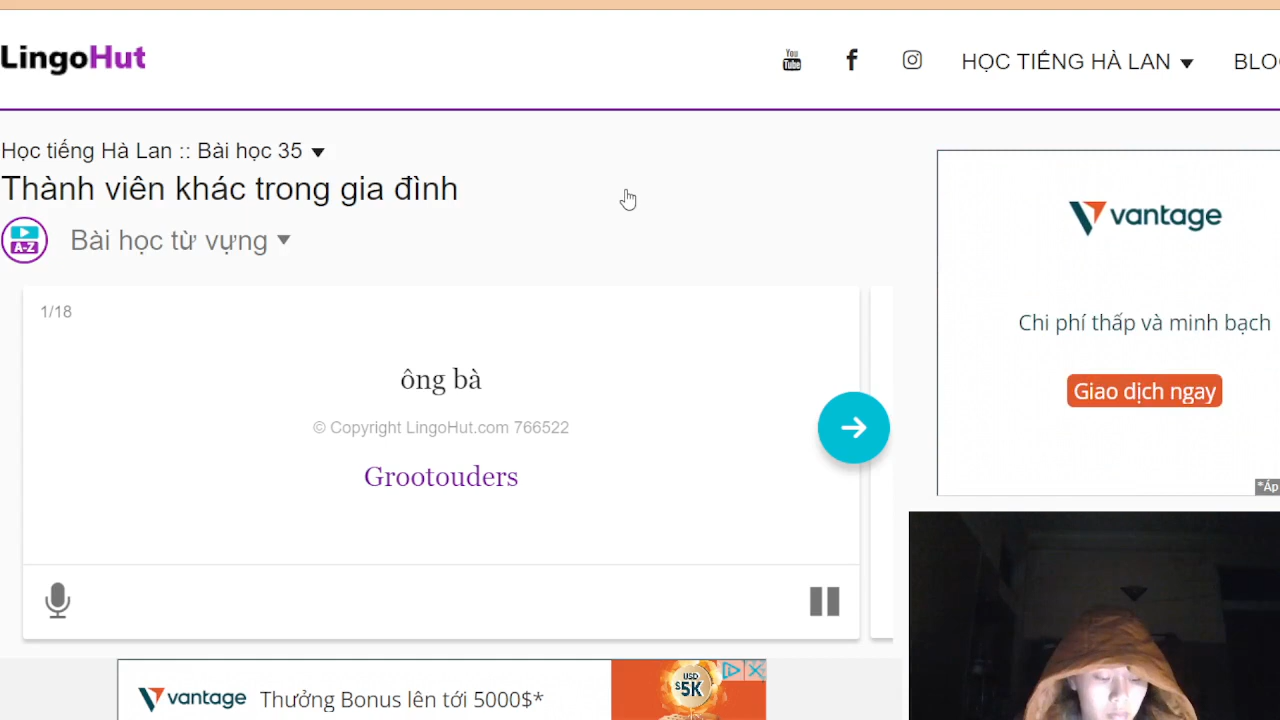 LingoHut
You
Tube
HỌC TIẾNG HÀ LAN
Học tiếng Hà Lan :: Bài học 35
Thành viên khác trong gia đình
A-Z
Bài học từ vựng
1/18
ông bà
© Copyright LingoHut.com 766522
Grootouders
vantage
Chi phí thấp và minh bạch
Giao dịch ngay
vantage
Thưởng Bonus lên tới 5000$*
USD
$5K